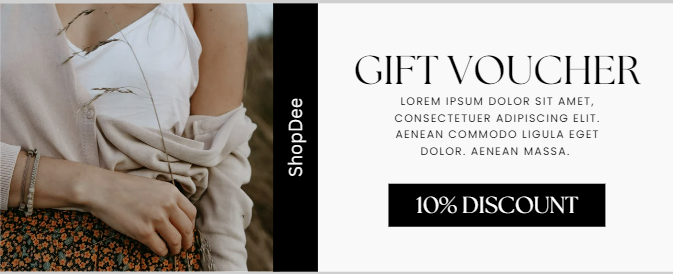 ShopDee
GIFT VOUCHER
LOREM IPSUM DOLOR SIT AMET,
CONSECTETUER ADIPISCING ELIT.
AENEAN COMMODO LIGULA EGET
DOLOR. AENEAN MASSA.
10% DISCOUNT